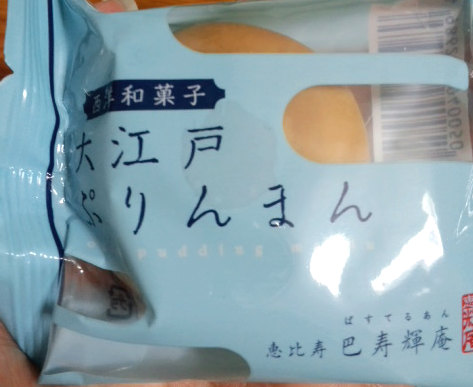 西洋和菓子
大江戸
ぷりんまん
pudding
ぱすてるあん
恵比寿 巴寿輝庵